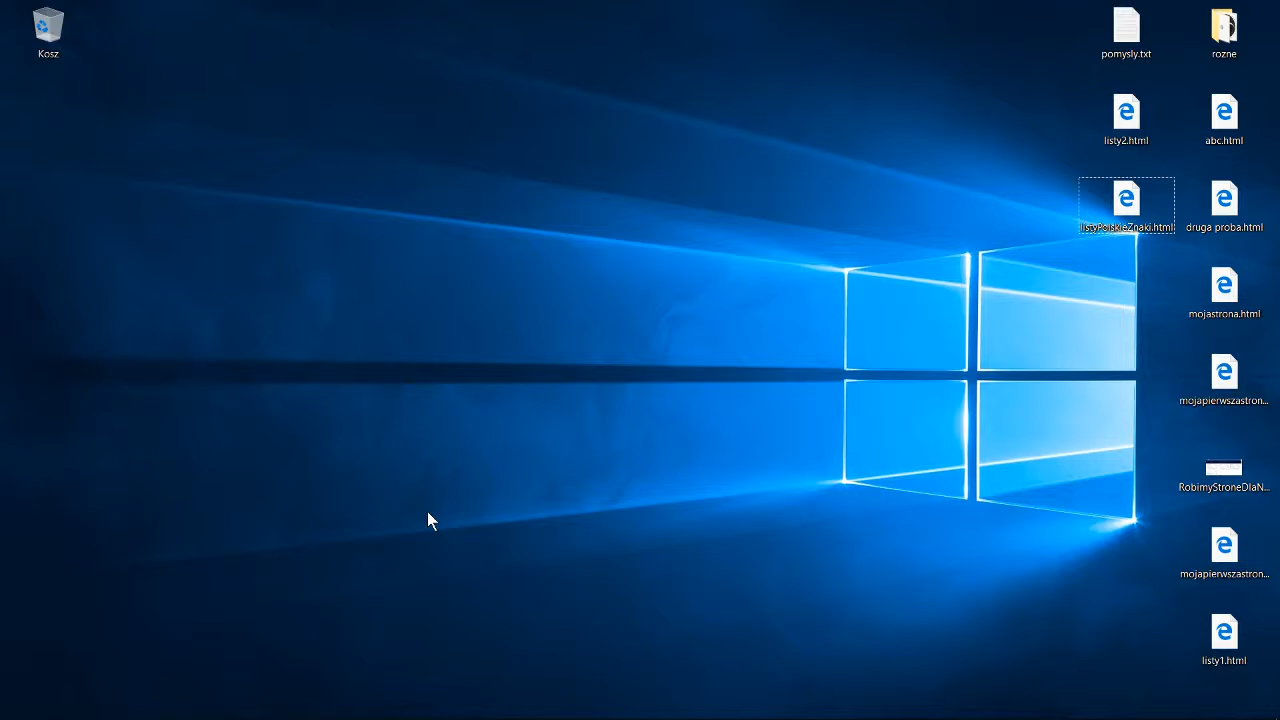 Kosz
pomysly.txt
rozne
listy2.html
abc.html
listyPolskieZnaki.html
druga proba.html
mojastrona.html
mojapierwszastron...
RobimyStroneDlaN...
mojapierwszastron...
listy1.html